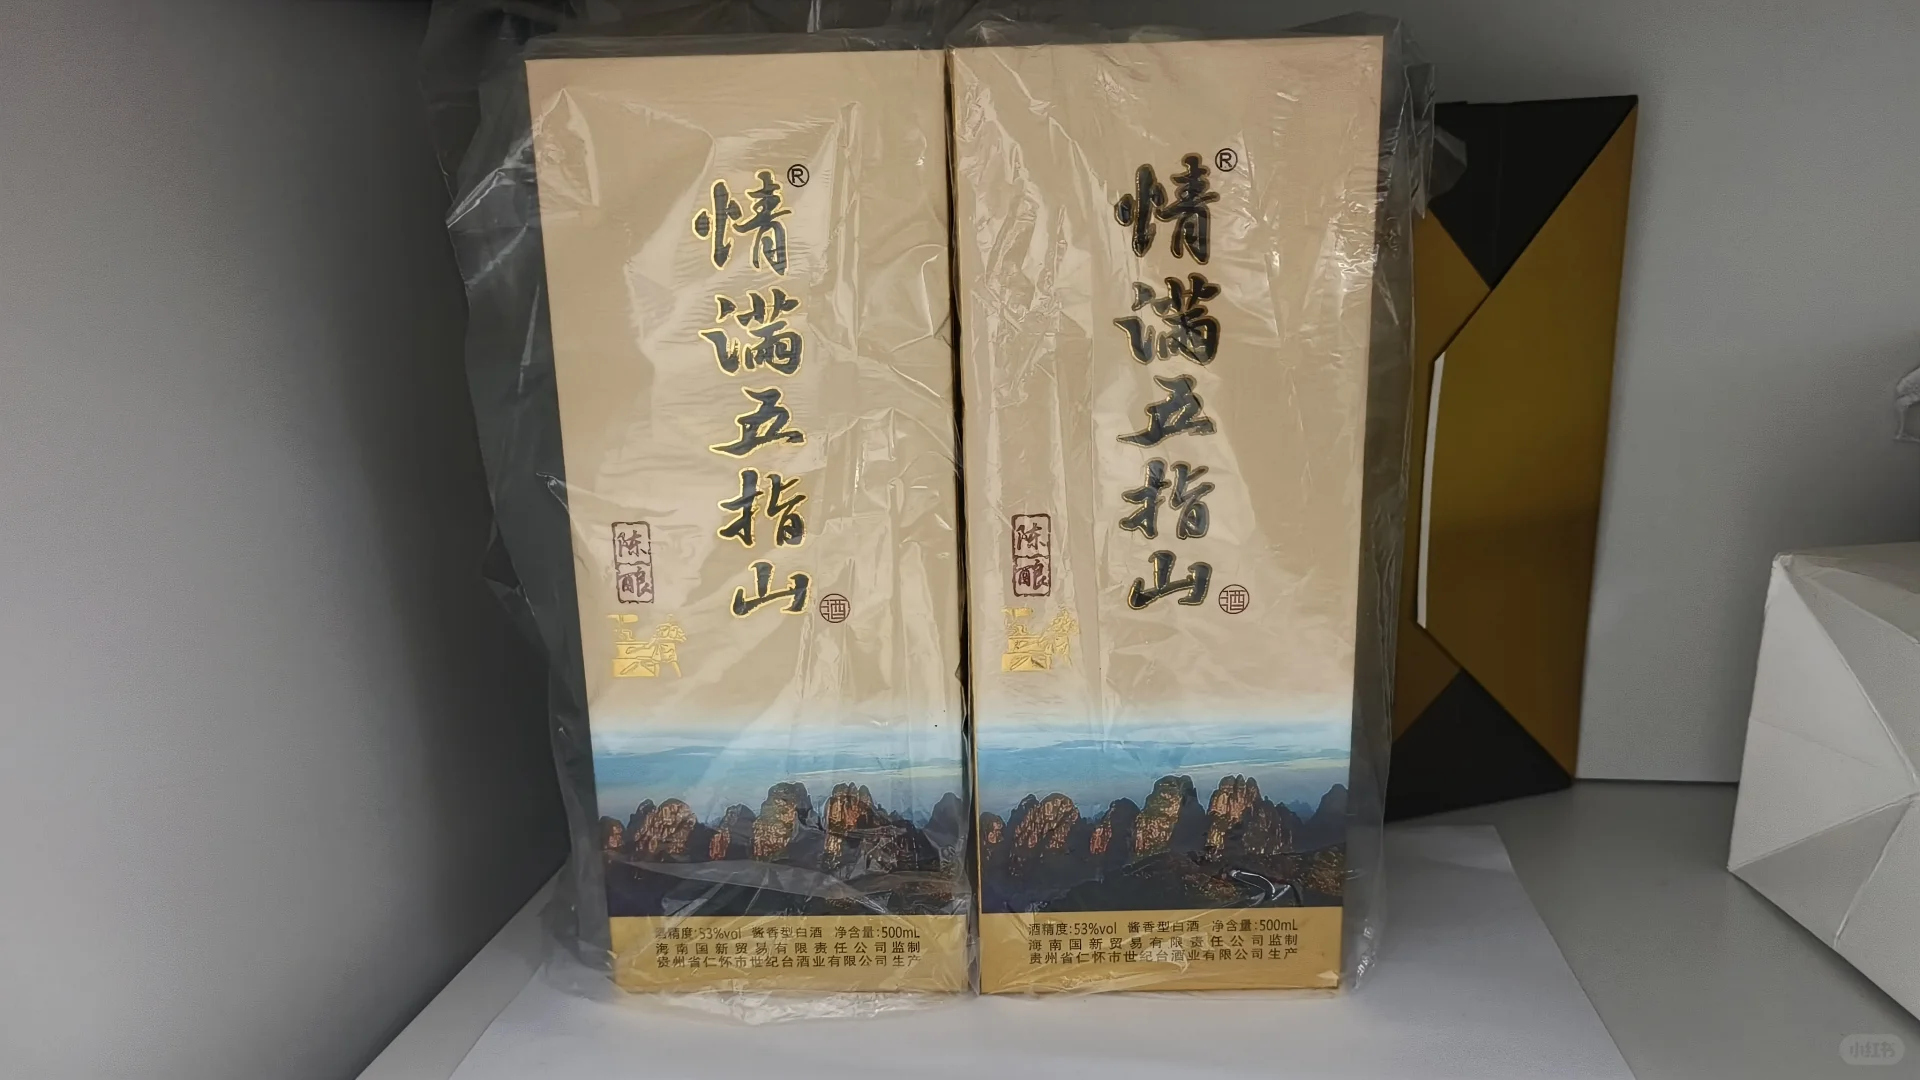 情满五指山®
陈酿
酒
酒精度:53%vol 酱香型白酒 净含量:500mL
海南国新贸易有限责任公司监制
贵州省仁怀市世纪台酒业有限公司生产
情满五指山®
陈酿
酒
酒精度:53%vol 酱香型白酒 净含量:500mL
海南国新贸易有限责任公司监制
贵州省仁怀市世纪台酒业有限公司生产
小红书